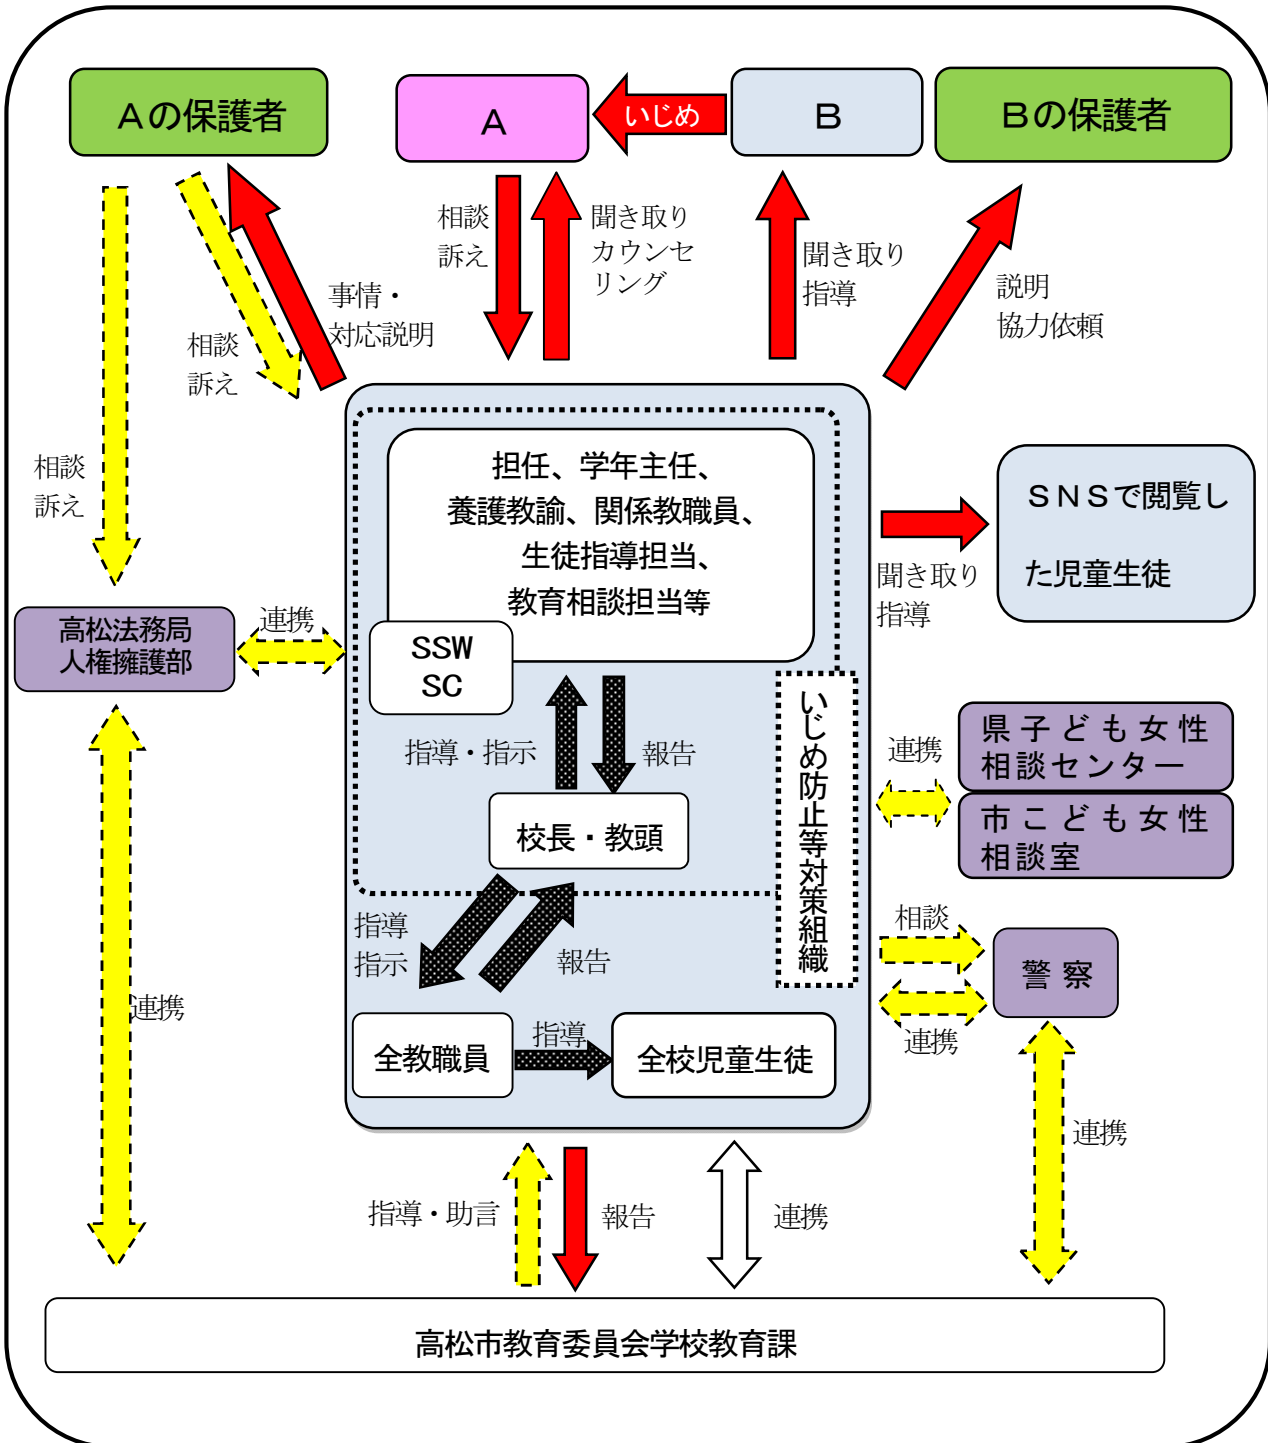 Ａの保護者
Ａ
いじめ
Ｂ
Ｂの保護者
相談
訴え
聞き取り
カウンセ
リング
聞き取り
指導
説明
協力依頼
事情・
対応説明
相談
訴え
相談
訴え
担任、学年主任、
養護教諭、関係教職員、
生徒指導担当、
教育相談担当等
ＳＮＳで閲覧し
た児童生徒
聞き取り
指導
高松法務局
人権擁護部
連携
SSW
SC
指導・指示
報告
いじめ防止等対策組織
連携
県子ども女性
相談センター
市こども女性
相談室
校長・教頭
指導
指示
報告
相談
警察
連携
連携
全教職員
指導
全校児童生徒
連携
指導・助言
報告
連携
高松市教育委員会学校教育課